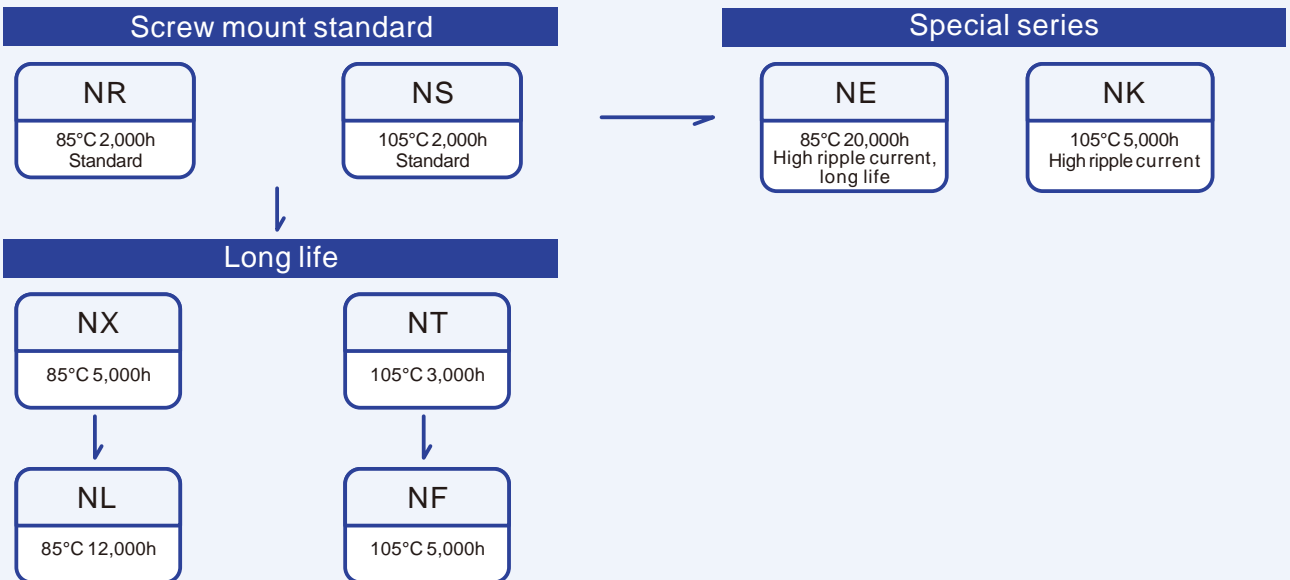 Screw mount standard
NR
85°C 2,000h
Standard
NS
105°C 2,000h
Standard
Special series
NE
85°C 20,000h
High ripple current,
long life
NK
105°C 5,000h
High ripple current
Long life
NX
85°C 5,000h
NT
105°C 3,000h
NL
85°C 12,000h
NF
105°C 5,000h